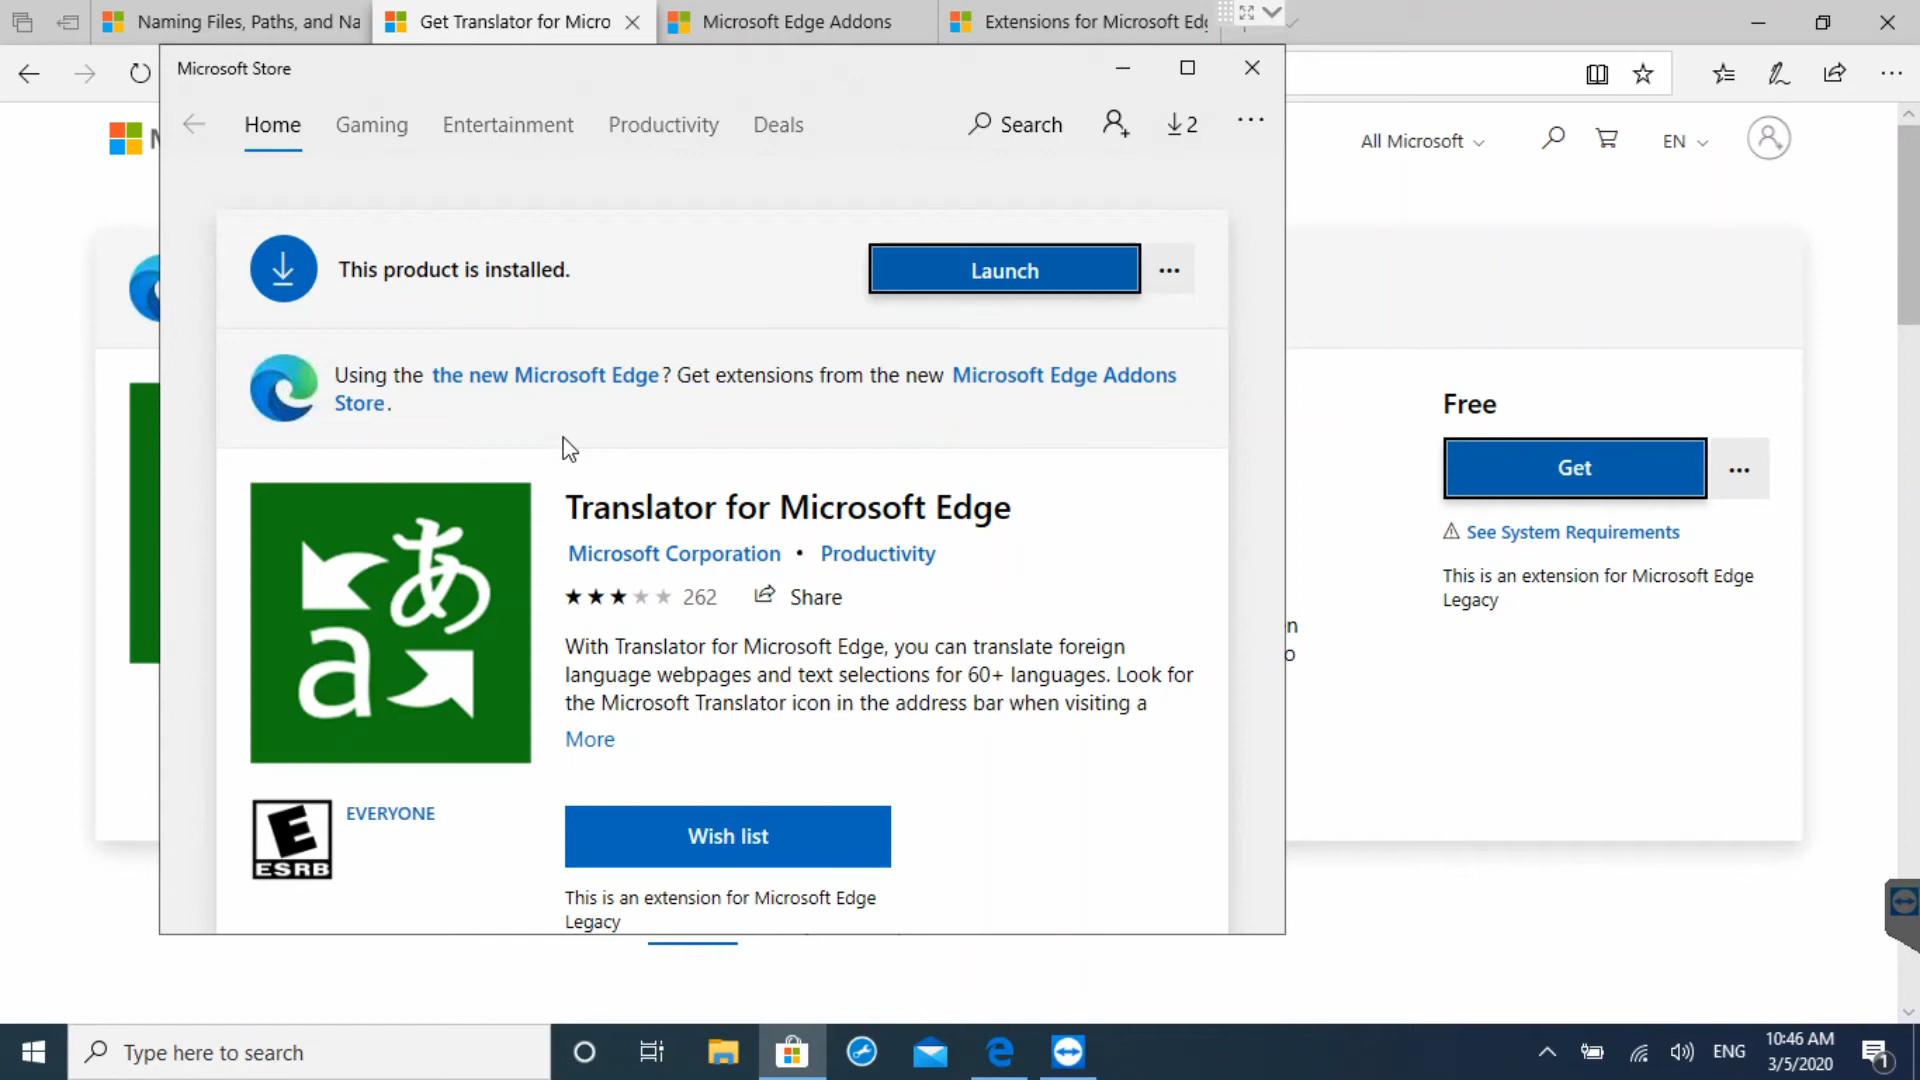 Naming Files, Paths, and Na
Get Translator for Micro
Microsoft Edge Addons
Extensions for Microsoft Edg
Microsoft Store
Home
Gaming
Entertainment
Productivity
Deals
Search
2
All Microsoft
EN
This product is installed.
Launch
Using the the new Microsoft Edge? Get extensions from the new Microsoft Edge Addons
Store.
Free
Get
See System Requirements
This is an extension for Microsoft Edge
Legacy
あ
a
Translator for Microsoft Edge
Microsoft Corporation • Productivity
262
Share
With Translator for Microsoft Edge, you can translate foreign
language webpages and text selections for 60+ languages. Look for
the Microsoft Translator icon in the address bar when visiting a
More
n
o
E
ESRB
EVERYONE
Wish list
This is an extension for Microsoft Edge
Legacy
Type here to search
ENG
10:46 AM
3/5/2020
1